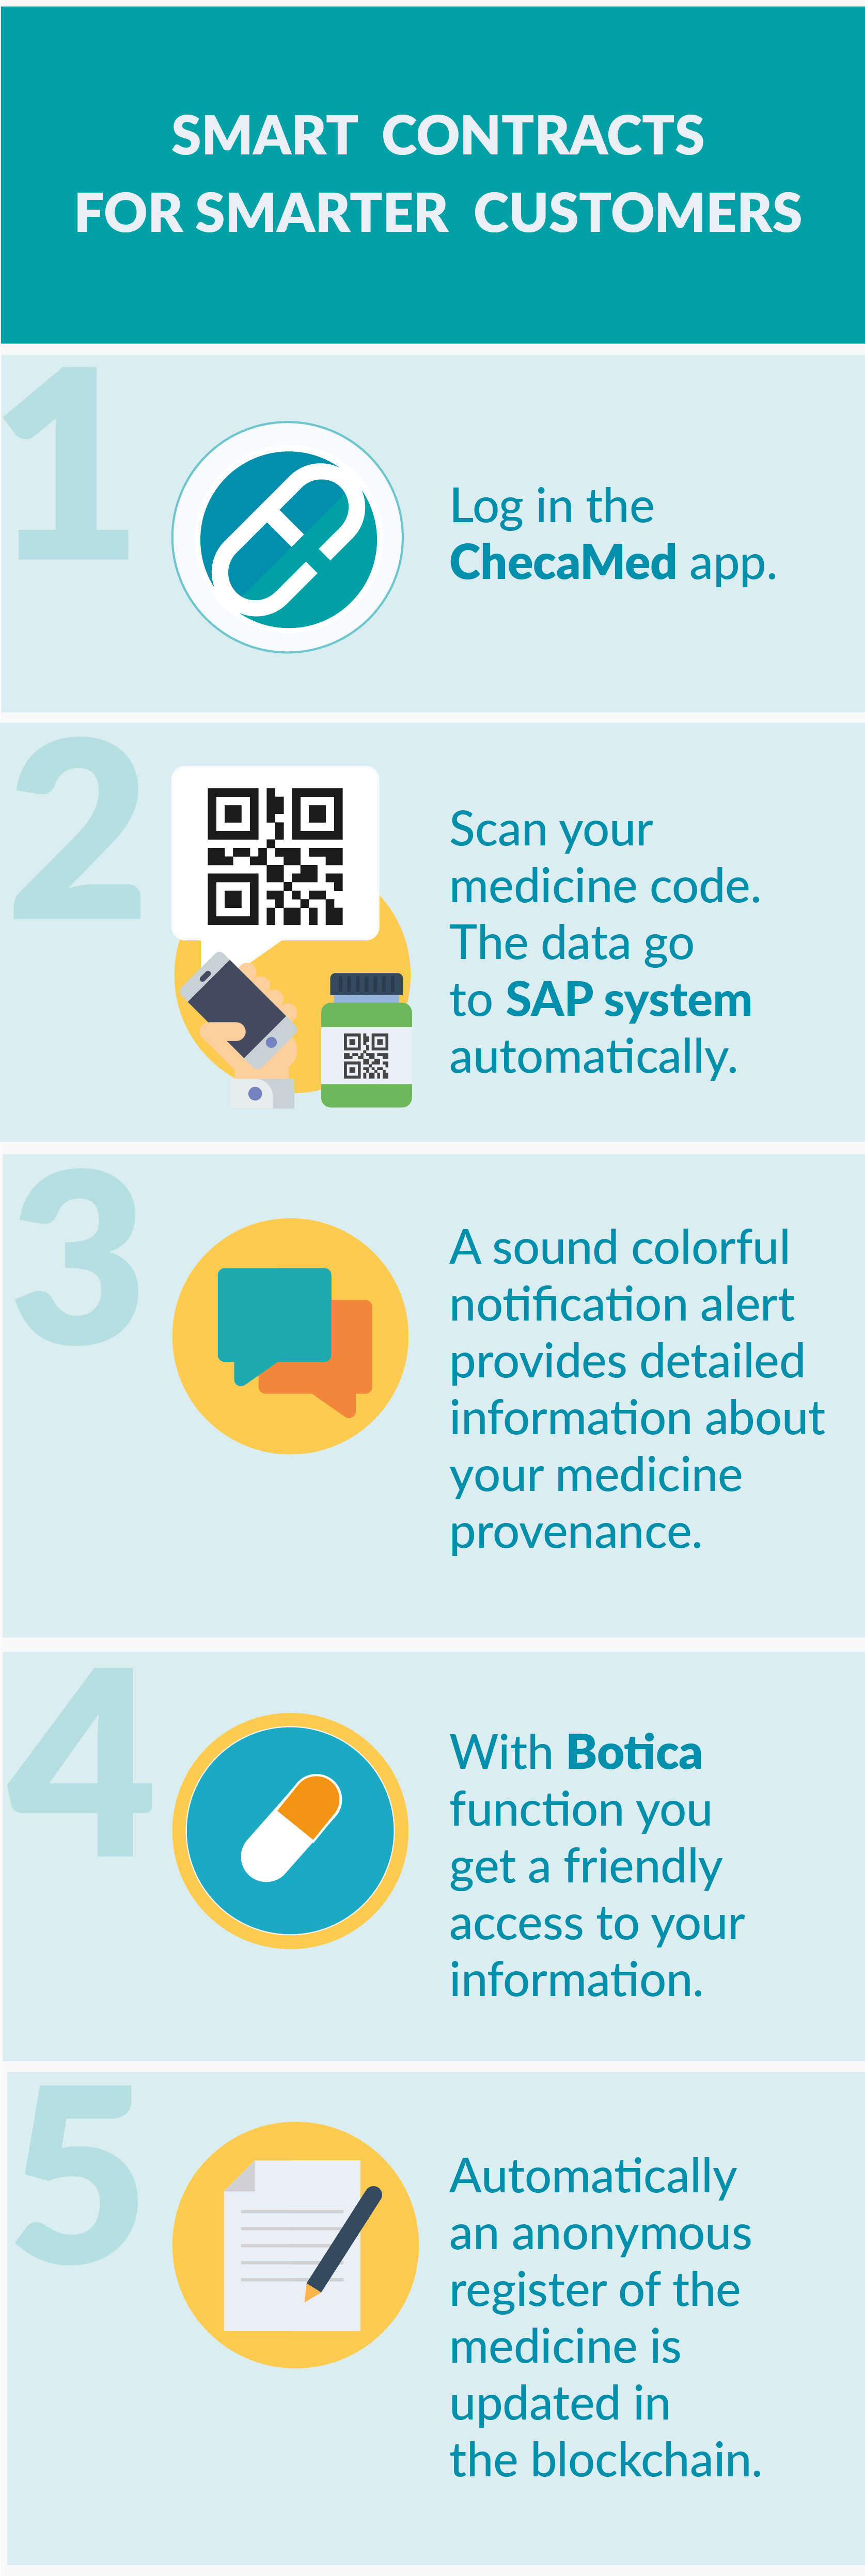 SMART CONTRACTS
FOR SMARTER CUSTOMERS
1
Log in the
ChecaMed app.
2
Scan your
medicine code.
The data go
to SAP system
automatically.
3
A sound colorful
notification alert
provides detailed
information about
your medicine
provenance.
4
With Botica
function you
get a friendly
access to your
information.
5
Automatically
an anonymous
register of the
medicine is
updated in
the blockchain.